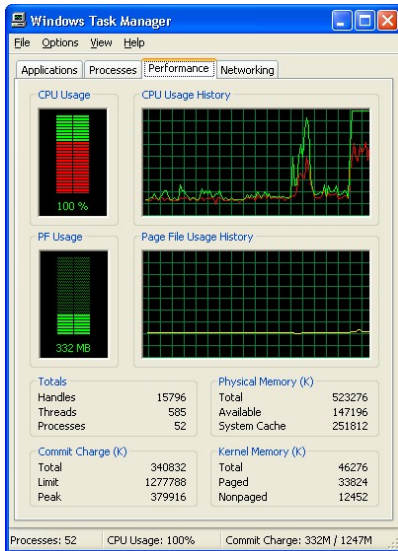 Windows Task Manager
File Options View Help
Applications Processes Performance Networking
CPU Usage
CPU Usage History
100 %
PF Usage
Page File Usage History
332 MB
Totals
Handles 15796
Threads 585
Processes 52
Physical Memory (K)
Total 523276
Available 147196
System Cache 251812
Commit Charge (K)
Total 340832
Limit 1277788
Peak 379916
Kernel Memory (K)
Total 46276
Paged 33824
Nonpaged 12452
Processes: 52 CPU Usage: 100% Commit Charge: 332M / 1247M